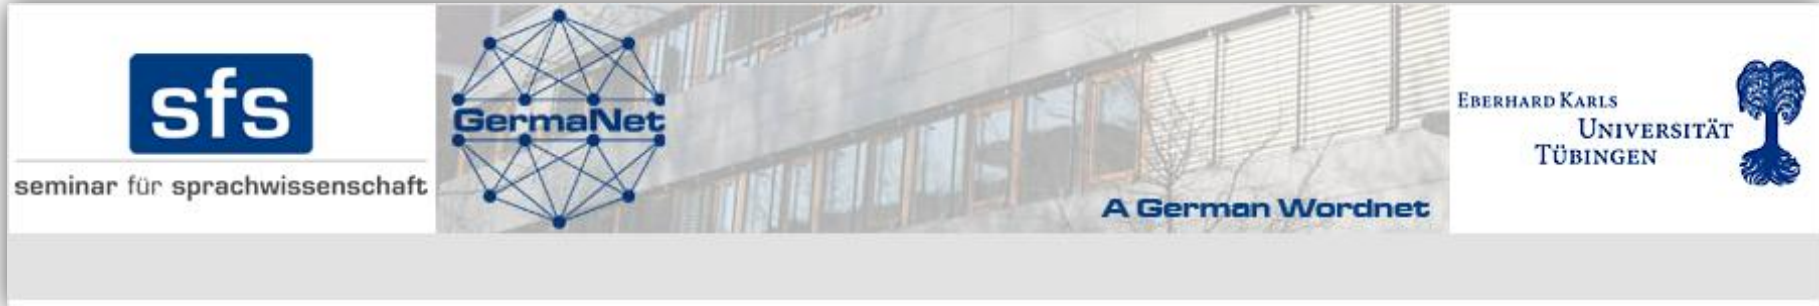 sfs
seminar für sprachwissenschaft
GermaNet
A German Wordnet
EBERHARD KARLS
UNIVERSITÄT
TÜBINGEN